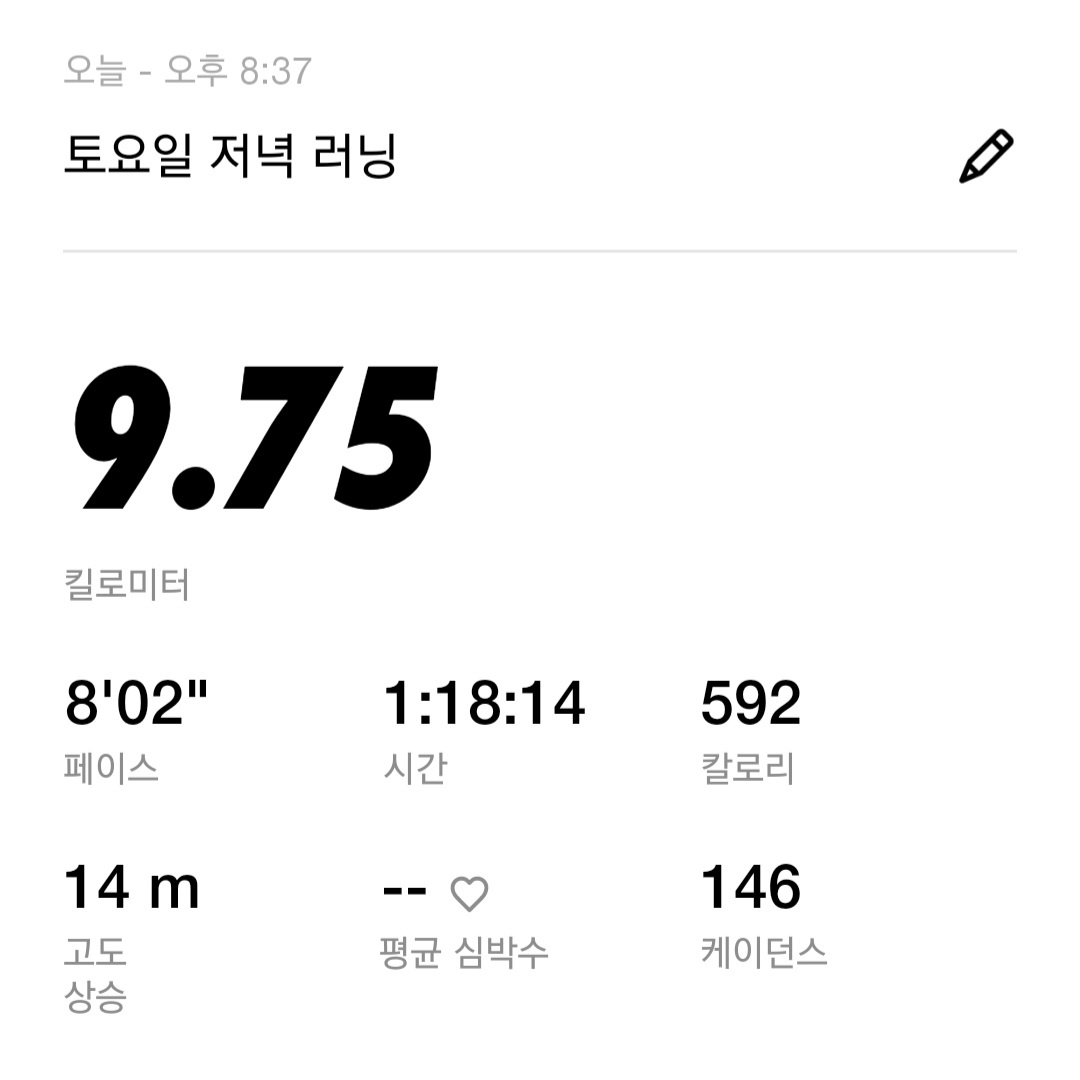 오늘 - 오후 8:37
토요일 저녁 러닝
9.75
킬로미터
8'02" 1:18:14 592
페이스 시간 칼로리
14 m -- 146
고도 평균 심박수 케이던스
상승